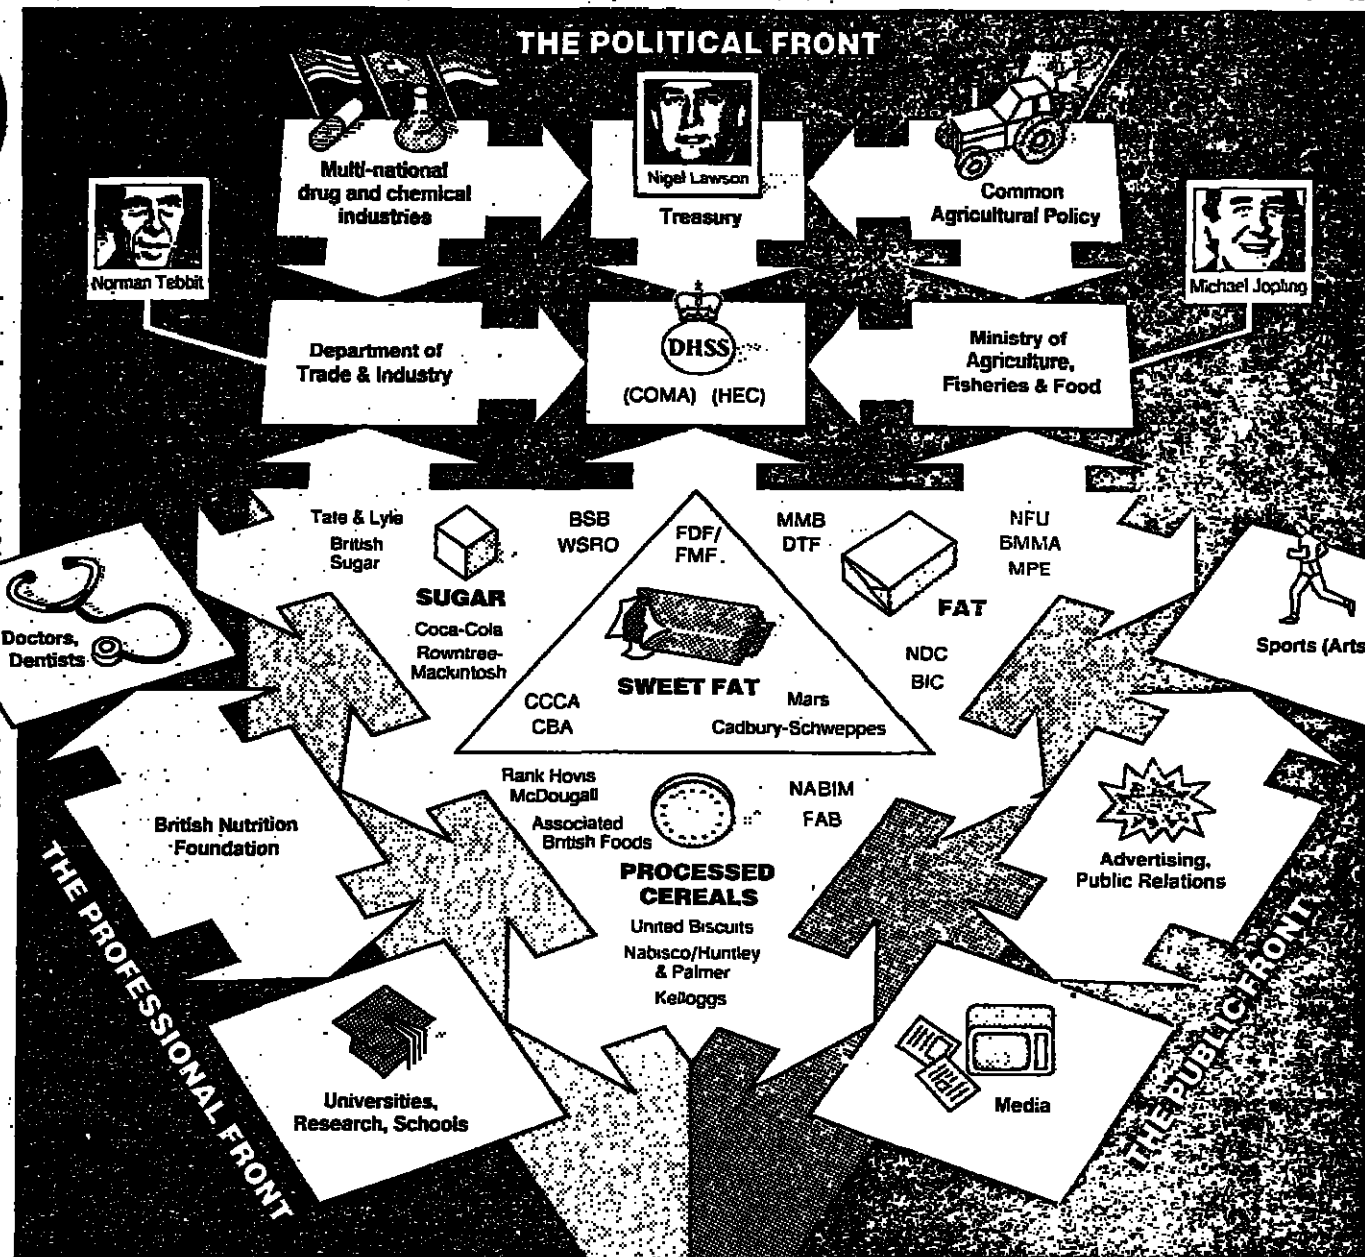 THE POLITICAL FRONT
Nigel Lawson
Treasury
Multi-national
drug and chemical
industries
Common
Agricultural Policy
Norman Tebbit
Michael Jopling
Department of
Trade & Industry
DHSS
(COMA) (HEC)
Ministry of
Agriculture,
Fisheries & Food
Tate & Lyle
British
Sugar
BSB
WSRO
SUGAR
Coca-Cola
Rowntree-
Mackintosh
FDF/
FMF
SWEET FAT
CCCA
CBA
Mars
Cadbury-Schweppes
MMB
DTF
NFU
BMMA
MPE
FAT
NDC
BIC
Doctors,
Dentists
Sports (Arts
Rank Hovis
McDougall
Associated
British Foods
NABIM
FAB
PROCESSED
CEREALS
United Biscuits
Nabisco/Huntley
& Palmer
Kelloggs
British Nutrition
Foundation
Advertising,
Public Relations
Universities,
Research, Schools
Media
THE PROFESSIONAL FRONT
THE PUBLIC FRONT